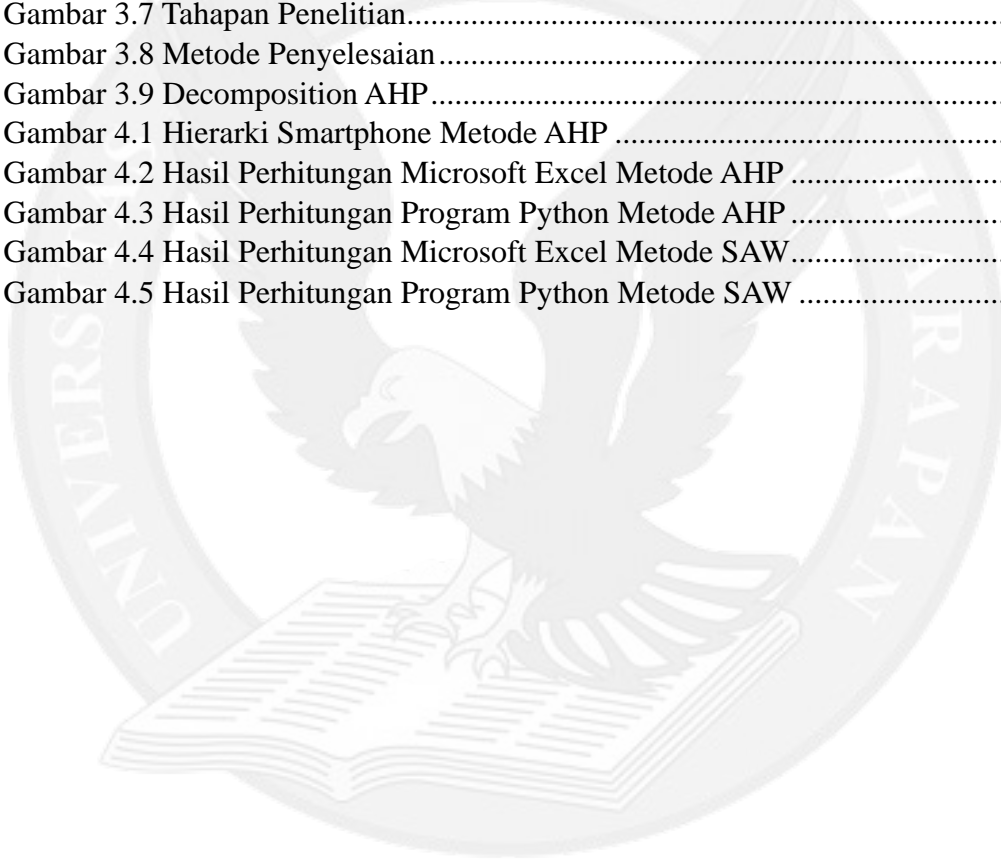 Gambar 3.7 Tahapan Penelitian....................................................................
Gambar 3.8 Metode Penyelesaian ................................................................
Gambar 3.9 Decomposition AHP.................................................................
Gambar 4.1 Hierarki Smartphone Metode AHP ............................................
Gambar 4.2 Hasil Perhitungan Microsoft Excel Metode AHP ........................
Gambar 4.3 Hasil Perhitungan Program Python Metode AHP ........................
Gambar 4.4 Hasil Perhitungan Microsoft Excel Metode SAW........................
Gambar 4.5 Hasil Perhitungan Program Python Metode SAW .......................
UNIVERSITAS HARAPAN